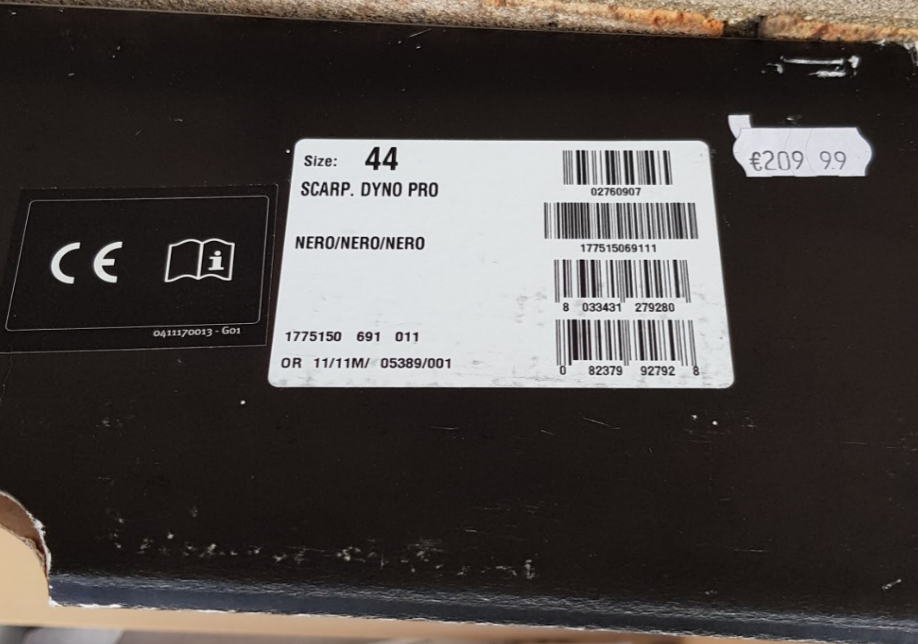 Size: 44
SCARP. DYNO PRO
NERO/NERO/NERO
1775150 691 011
OR 11/11M/ 05389/001
02760907
177515069111
8 033431 279280
0 82379 92792 8
€209 99
CE
i
0411170013 - G01